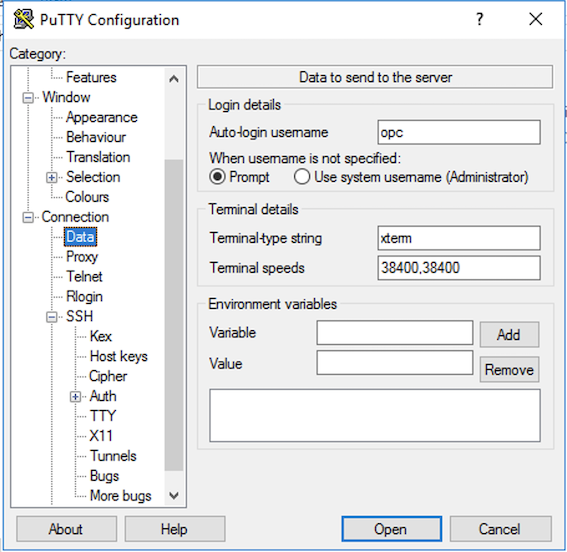 PuTTY Configuration
?
Category:
Features
Window
Appearance
Behaviour
Translation
Selection
Colours
Connection
Data
Proxy
Telnet
Rlogin
SSH
Kex
Host keys
Cipher
Auth
TTY
X11
Tunnels
Bugs
More bugs
Data to send to the server
Login details
Auto-login username opc
When username is not specified:
Prompt Use system username (Administrator)
Terminal details
Terminal-type string xterm
Terminal speeds 38400,38400
Environment variables
Variable Add
Value Remove
About Help Open Cancel